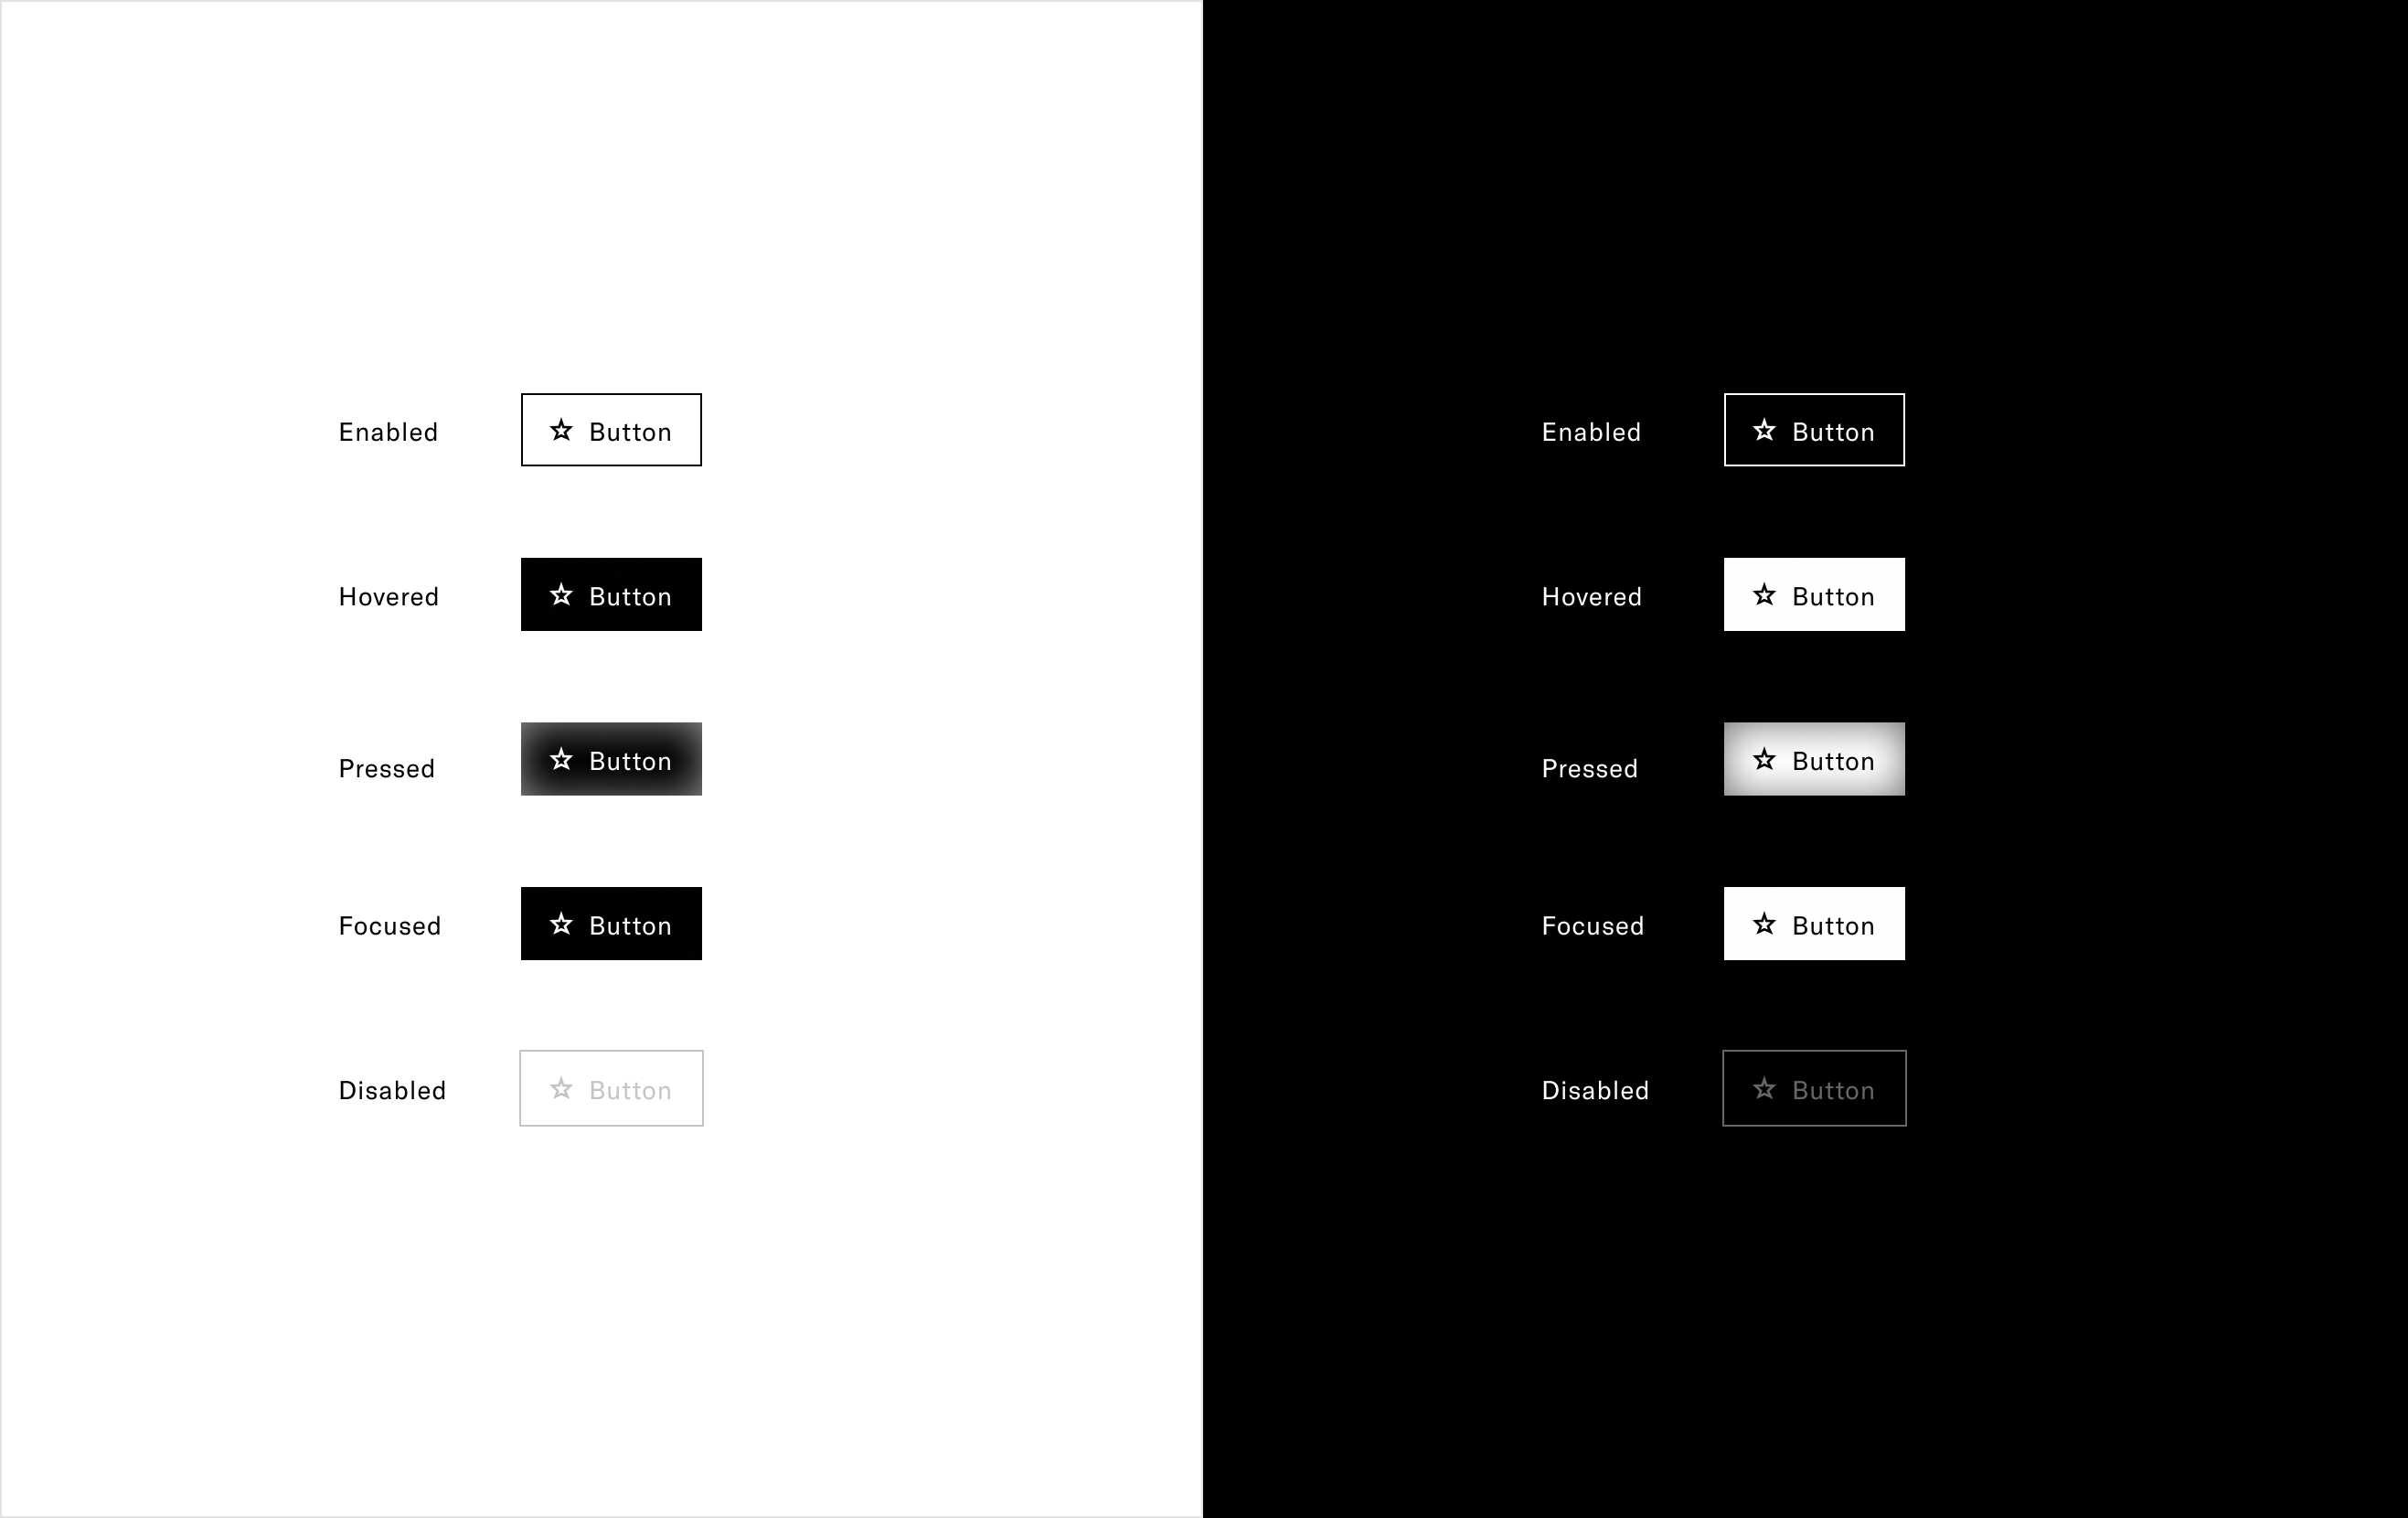 Enabled
Button
Hovered
Button
Pressed
Button
Focused
Button
Disabled
Button
Enabled
Button
Hovered
Button
Pressed
Button
Focused
Button
Disabled
Button